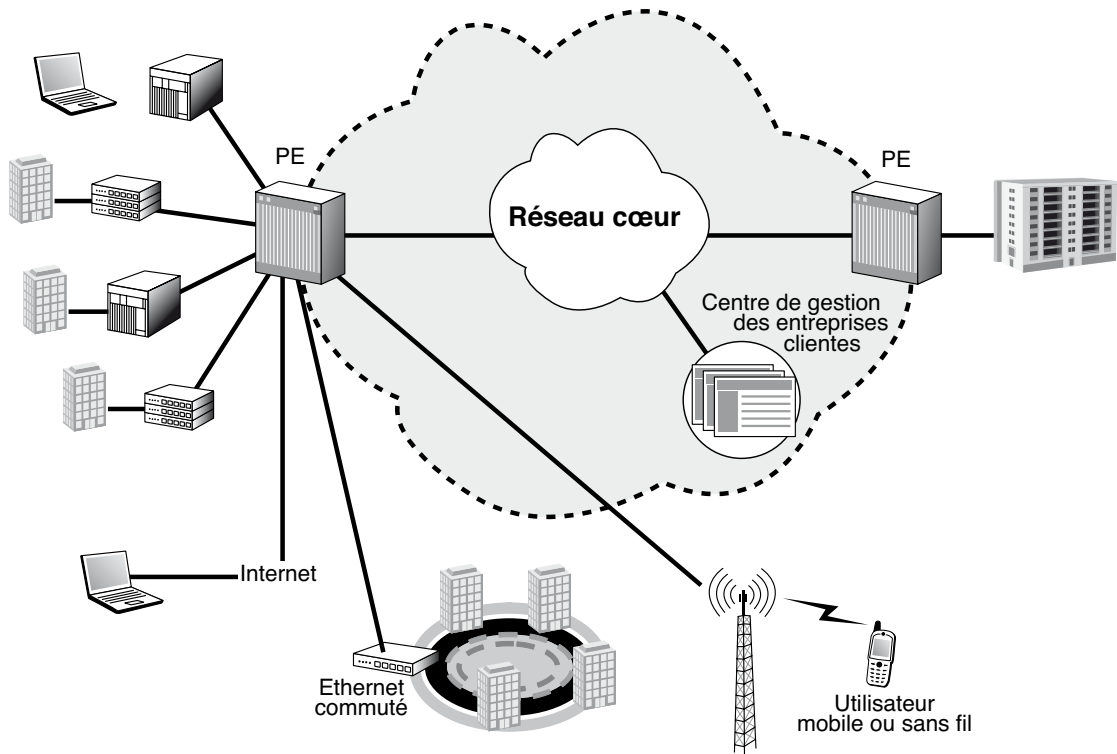 PE
PE
Réseau cœur
Centre de gestion
des entreprises
clientes
Internet
Ethernet
commuté
Utilisateur
mobile ou sans fil